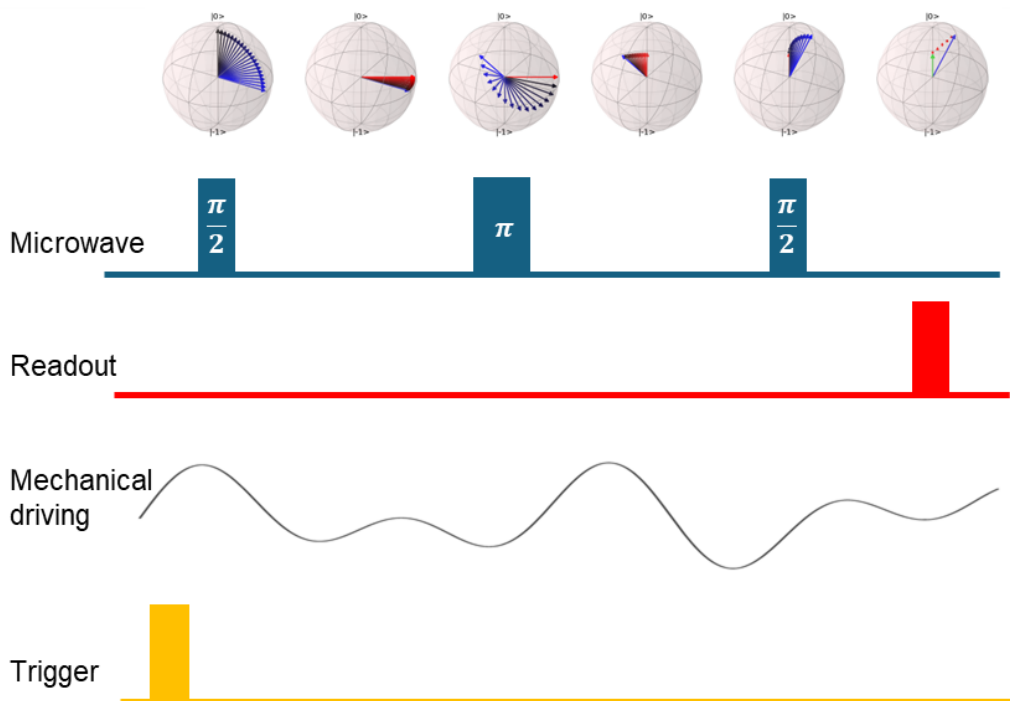 |0> |0> |0> |0> |0> |0>
|-1> |-1> |-1> |-1> |-1> |-1>
Microwave
π/2
π
π/2
Readout
Mechanical
driving
Trigger